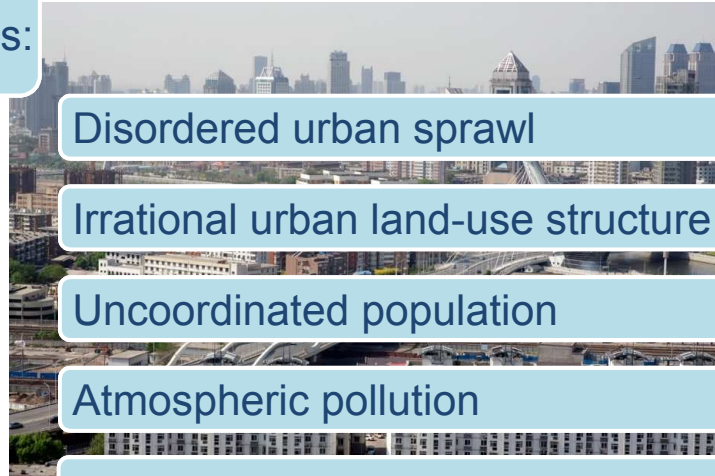 s:
Disordered urban sprawl
Irrational urban land-use structure
Uncoordinated population
Atmospheric pollution